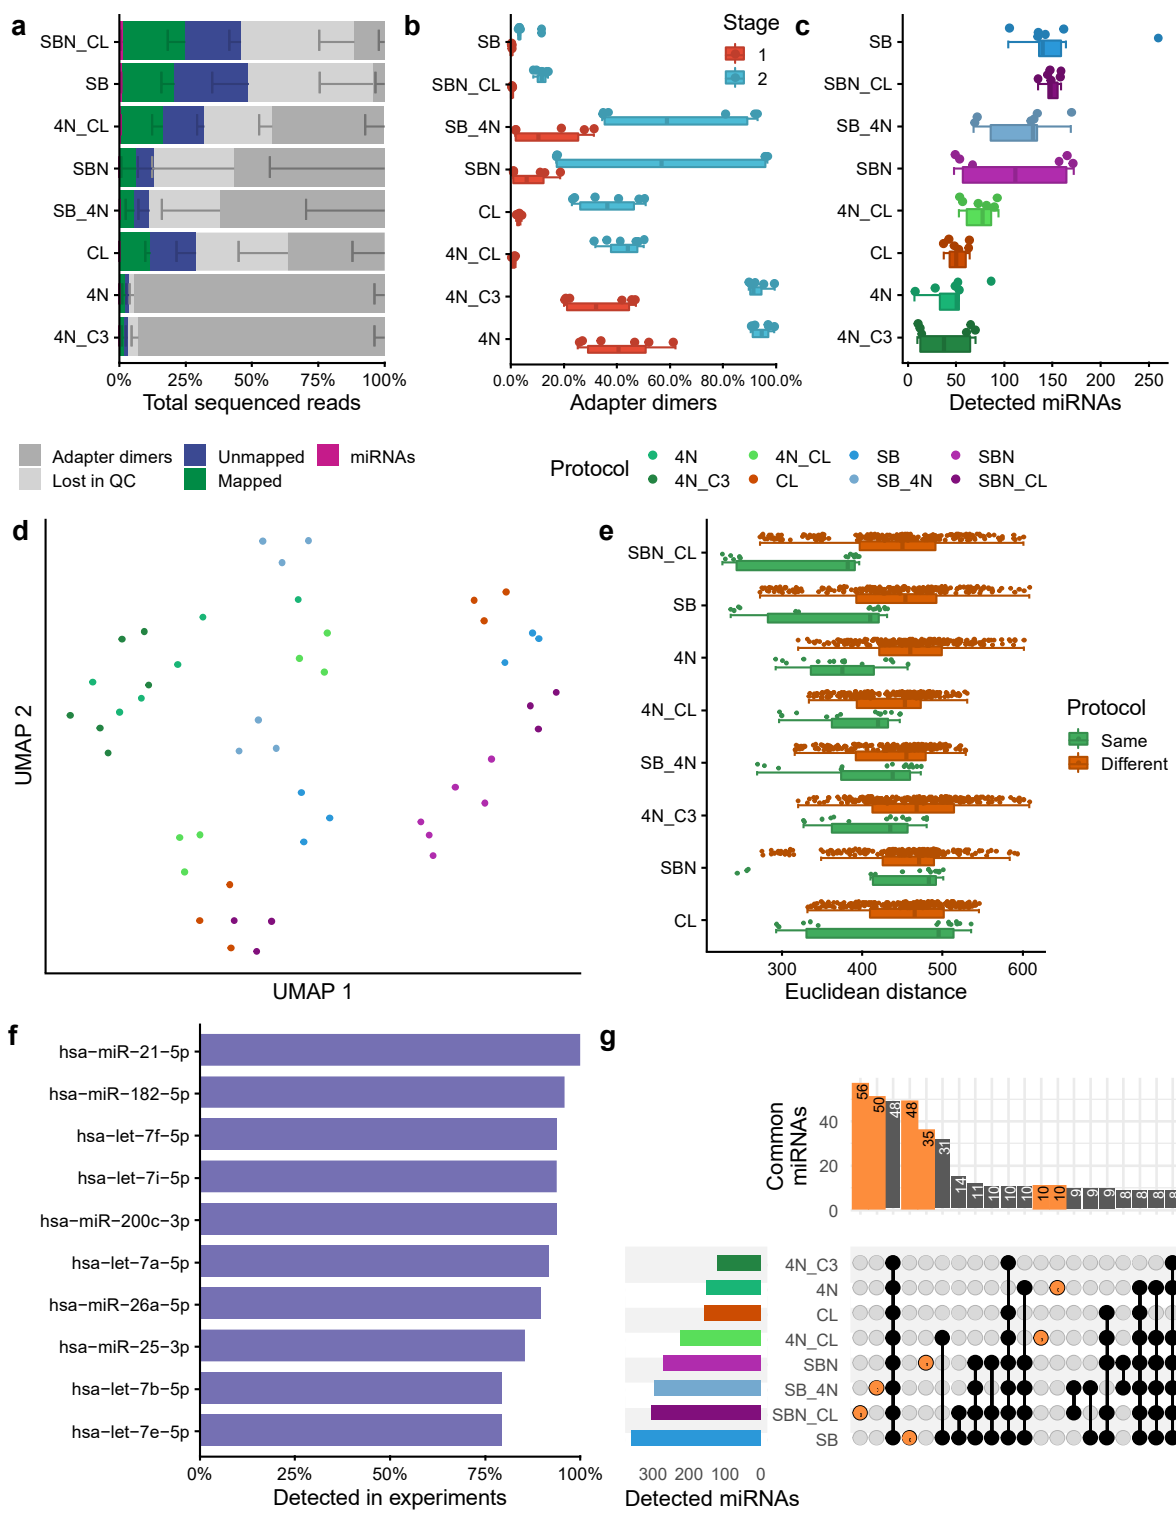 a
SBN_CL
SB
4N_CL
SBN
SB_4N
CL
4N
4N_C3
0% 25% 50% 75% 100%
Total sequenced reads
b
Stage
1
2
SB
SBN_CL
SB_4N
SBN
CL
4N_CL
4N_C3
4N
0.0% 20.0% 40.0% 60.0% 80.0% 100.0%
Adapter dimers
c
SB
SBN_CL
SB_4N
SBN
4N_CL
CL
4N
4N_C3
0 50 100 150 200 250
Detected miRNAs
Adapter dimers Unmapped miRNAs
Lost in QC Mapped
Protocol 4N 4N_CL SB SBN
4N_C3 CL SB_4N SBN_CL
d
UMAP 2
UMAP 1
e
SBN_CL
SB
4N
4N_CL
SB_4N
4N_C3
SBN
CL
300 400 500 600
Euclidean distance
Protocol
Same
Different
f
hsa−miR−21−5p
hsa−miR−182−5p
hsa−let−7f−5p
hsa−let−7i−5p
hsa−miR−200c−3p
hsa−let−7a−5p
hsa−miR−26a−5p
hsa−miR−25−3p
hsa−let−7b−5p
hsa−let−7e−5p
0% 25% 50% 75% 100%
Detected in experiments
g
Common
miRNAs
40
20
0
56 50 48 48 35 31 14 11 10 10 10 10 10 9 9 9 8 8 8 8
4N_C3
4N
CL
4N_CL
SBN
SB_4N
SBN_CL
SB
300 200 100 0
Detected miRNAs